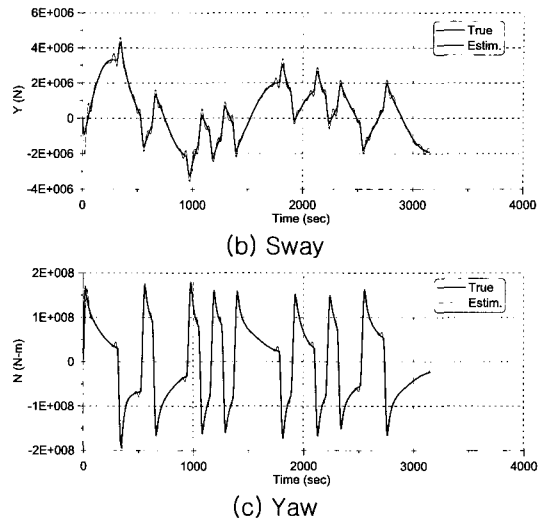 6E+006
4E+006
2E+006
0
-2E+006
-4E+006
Y (N)
True
Estim.
0 1000 2000 3000 4000
Time (sec)
(b) Sway
2E+008
1E+008
0
-1E+008
-2E+008
N (N-m)
True
Estim.
0 1000 2000 3000 4000
Time (sec)
(c) Yaw